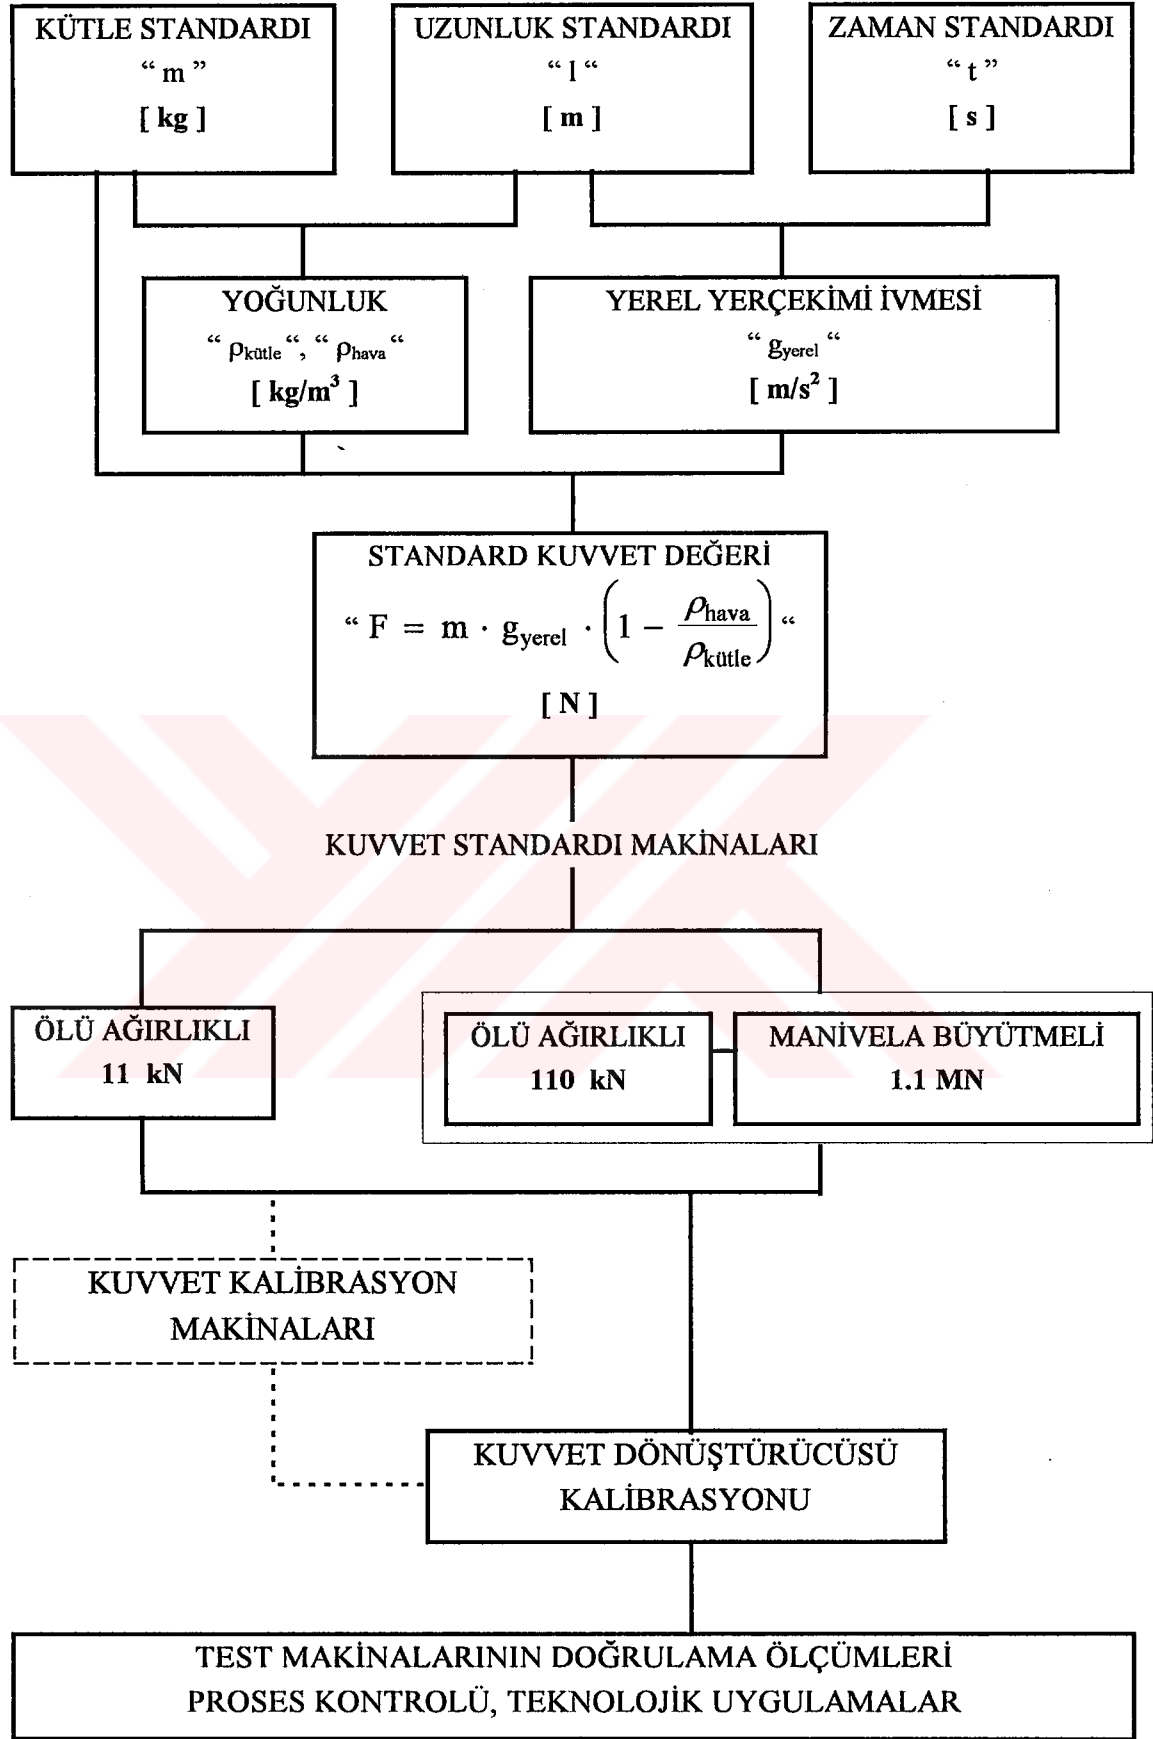 KÜTLE STANDARDI
“ m ”
[ kg ]
UZUNLUK STANDARDI
“ l “
[ m ]
ZAMAN STANDARDI
“ t ”
[ s ]
YOĞUNLUK
“ ρkütle “, “ ρhava “
[ kg/m³ ]
YEREL YERÇEKİMİ İVMESİ
“ gyerel “
[ m/s² ]
STANDARD KUVVET DEĞERİ
“ F = m · gyerel · (1 − ρhava / ρkütle) “
[ N ]
KUVVET STANDARDI MAKİNALARI
ÖLÜ AĞIRLIKLI
11 kN
ÖLÜ AĞIRLIKLI
110 kN
MANİVELA BÜYÜTMELİ
1.1 MN
KUVVET KALİBRASYON
MAKİNALARI
KUVVET DÖNÜŞTÜRÜCÜSÜ
KALİBRASYONU
TEST MAKİNALARININ DOĞRULAMA ÖLÇÜMLERİ
PROSES KONTROLÜ, TEKNOLOJİK UYGULAMALAR